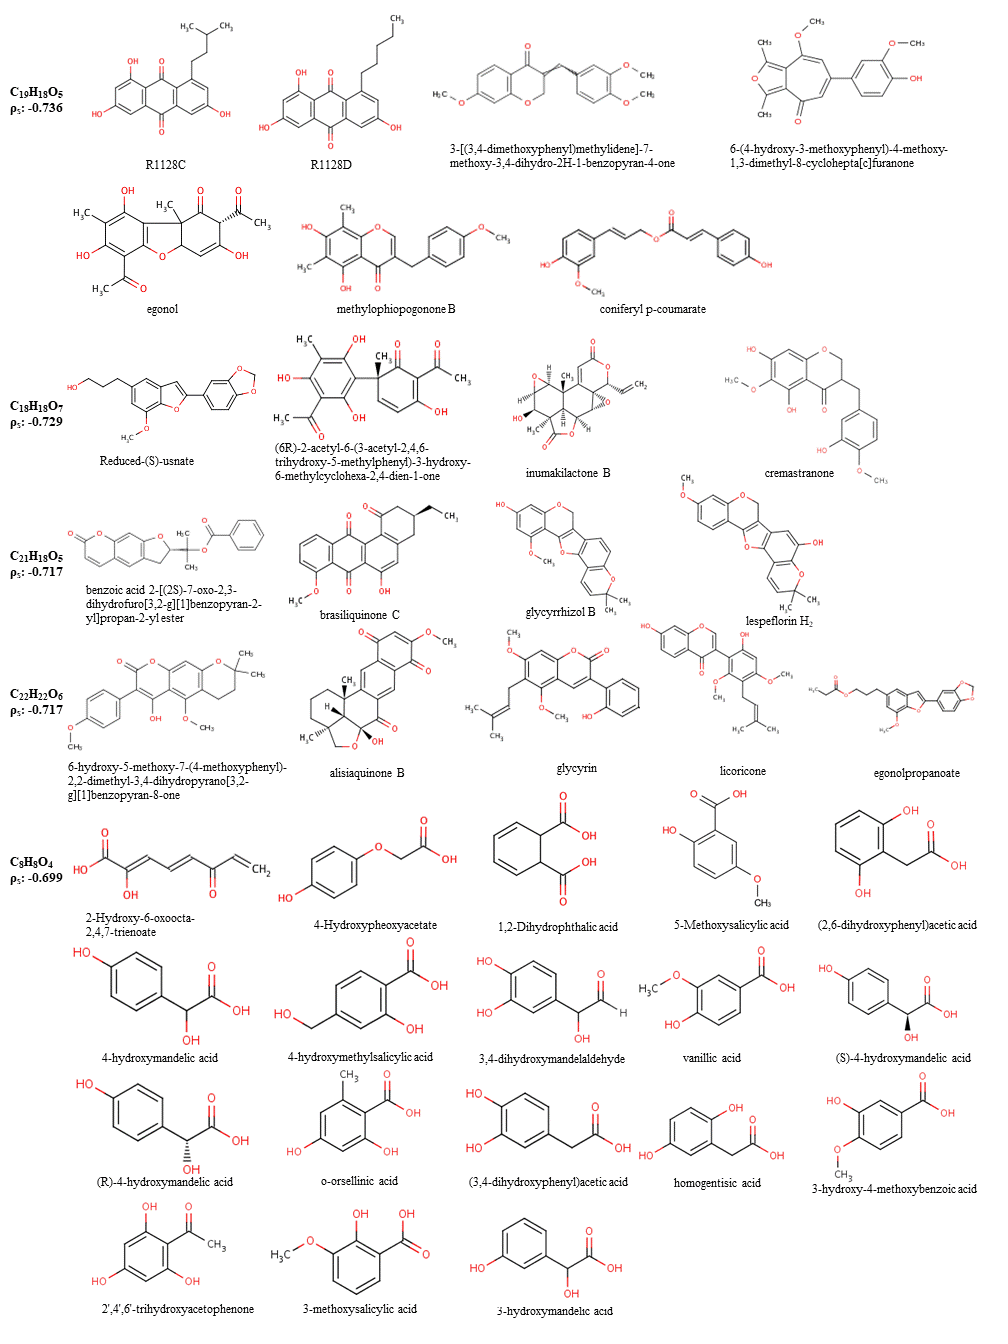 C₁₉H₁₈O₅
ρ₅: -0.736
R1128C
R1128D
3-[(3,4-dimethoxyphenyl)methylidene]-7-
methoxy-3,4-dihydro-2H-1-benzopyran-4-one
6-(4-hydroxy-3-methoxyphenyl)-4-methoxy-
1,3-dimethyl-8-cyclohepta[c]furanone
egonol
methylophiopogonone B
coniferyl p-coumarate
C₁₈H₁₈O₇
ρ₅: -0.729
Reduced-(S)-usnate
(6R)-2-acetyl-6-(3-acetyl-2,4,6-
trihydroxy-5-methylphenyl)-3-hydroxy-
6-methylcyclohexa-2,4-dien-1-one
inumakilactone B
cremastranone
C₂₁H₁₈O₅
ρ₅: -0.717
benzoic acid 2-[(2S)-7-oxo-2,3-
dihydrofuro[3,2-g][1]benzopyran-2-
yl]propan-2-yl ester
brasiliquinone C
glycyrrhizol B
lespeflorin H₂
C₂₂H₂₂O₆
ρ₅: -0.717
6-hydroxy-5-methoxy-7-(4-methoxyphenyl)-
2,2-dimethyl-3,4-dihydropyrano[3,2-
g][1]benzopyran-8-one
alisiaquinone B
glycyrin
licoricone
egonolpropanoate
C₈H₈O₄
ρ₅: -0.699
2-Hydroxy-6-oxoocta-
2,4,7-trienoate
4-Hydroxypheoxyacetate
1,2-Dihydrophthalic acid
5-Methoxysalicylic acid
(2,6-dihydroxyphenyl)acetic acid
4-hydroxymandelic acid
4-hydroxymethylsalicylic acid
3,4-dihydroxymandelaldehyde
vanillic acid
(S)-4-hydroxymandelic acid
(R)-4-hydroxymandelic acid
o-orsellinic acid
(3,4-dihydroxyphenyl)acetic acid
homogentisic acid
3-hydroxy-4-methoxybenzoic acid
2',4',6'-trihydroxyacetophenone
3-methoxysalicylic acid
3-hydroxymandelic acid